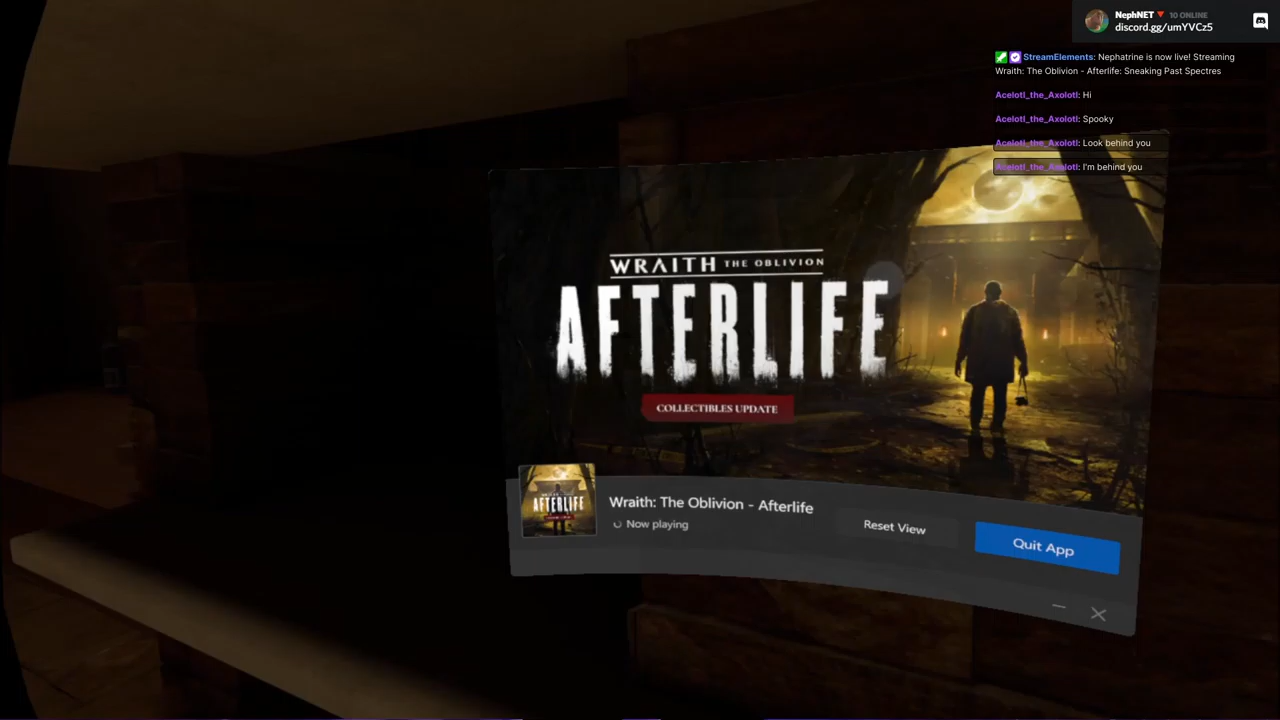 NephNET 10 ONLINE
discord.gg/umYVCz5
StreamElements: Nephatrine is now live! Streaming
Wraith: The Oblivion - Afterlife: Sneaking Past Spectres
Acelotl_the_Axolotl: Hi
Acelotl_the_Axolotl: Spooky
Acelotl_the_Axolotl: Look behind you
Acelotl_the_Axolotl: I'm behind you
WRAITH THE OBLIVION
AFTERLIFE
COLLECTIBLES UPDATE
AFTERLIFE
Wraith: The Oblivion - Afterlife
Now playing
Reset View
Quit App